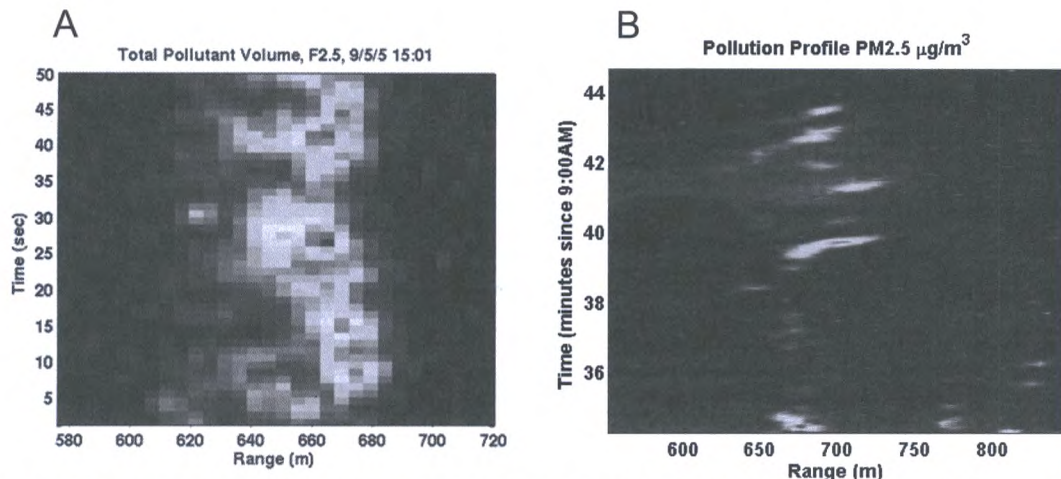 A
Total Pollutant Volume, F2.5, 9/5/5 15:01
50
45
40
35
30
25
20
15
10
5
Time (sec)
580 600 620 640 660 680 700 720
Range (m)
B
Pollution Profile PM2.5 μg/m³
44
42
40
38
36
Time (minutes since 9:00AM)
600 650 700 750 800
Range (m)